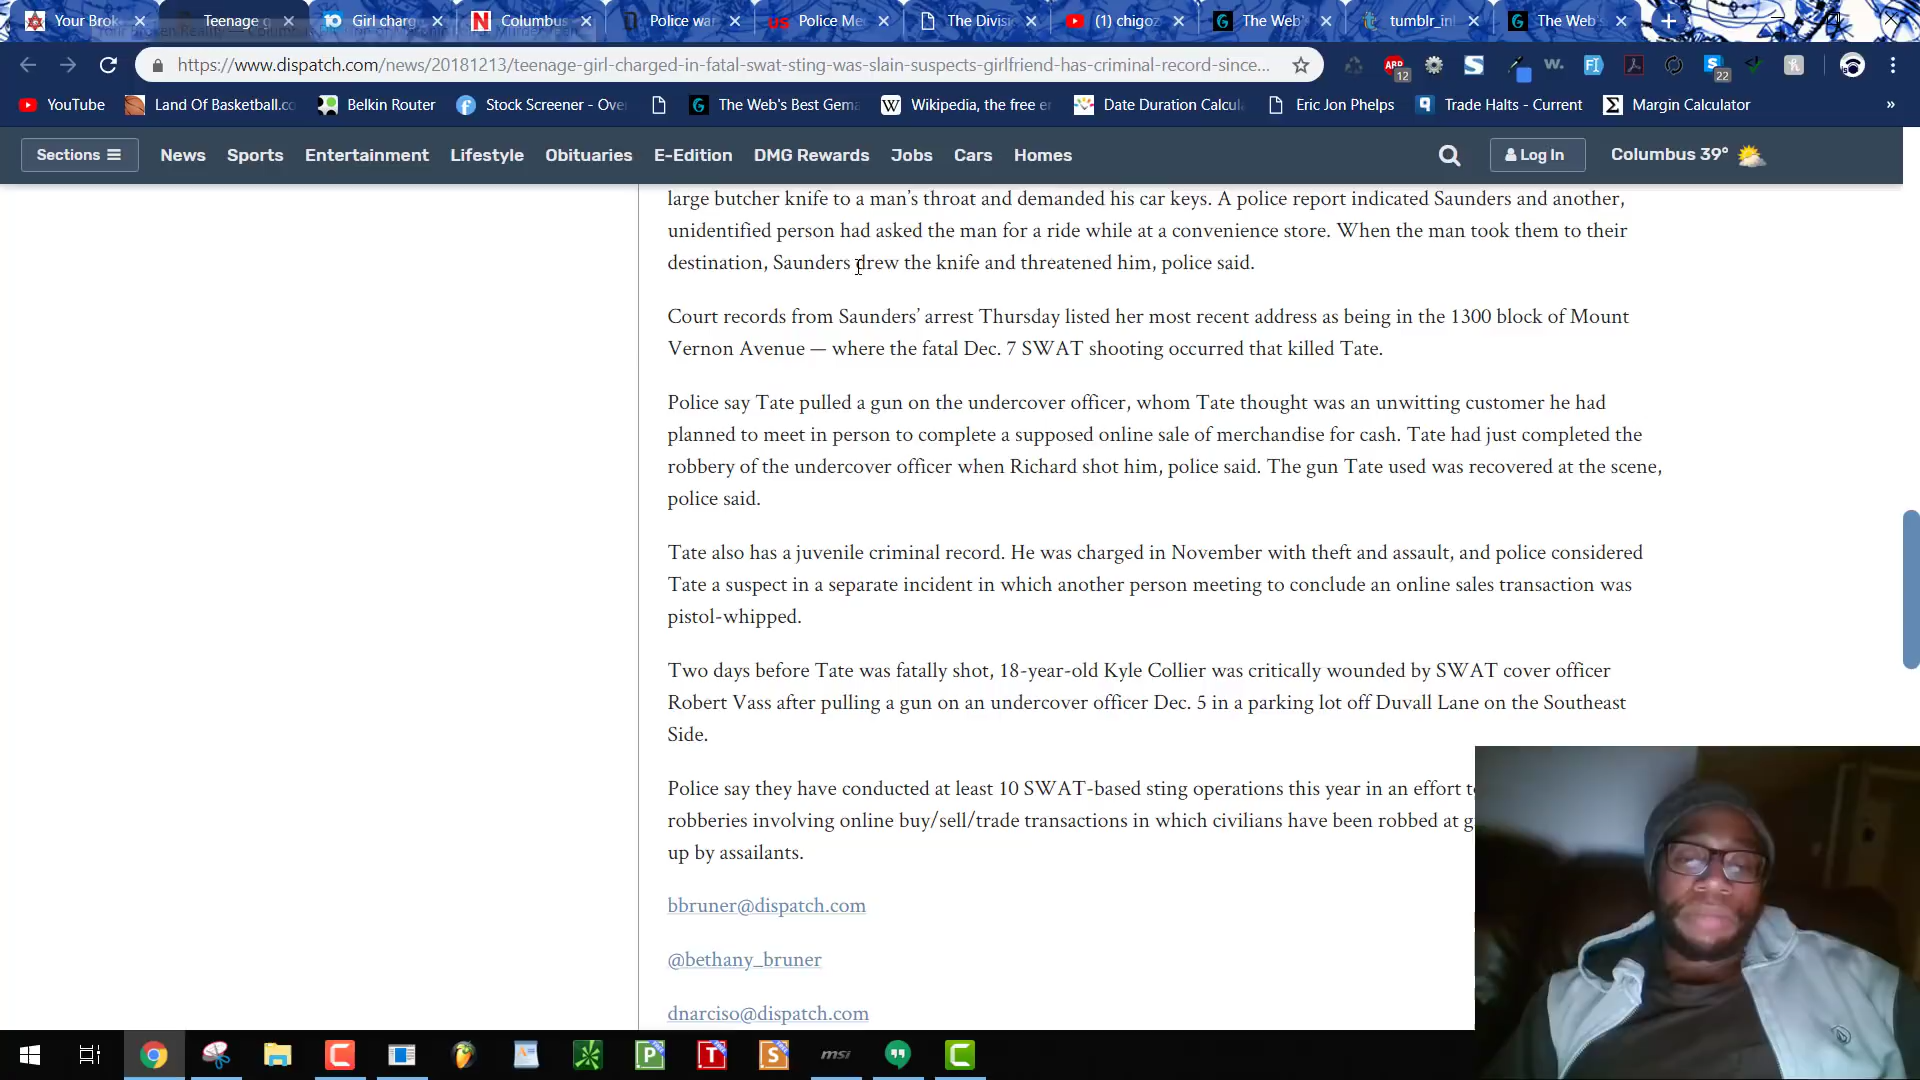 Your Brok
Teenage g
Girl charg
Columbus
Police wa
Police Me
The Divisi
(1) chigoz
The Web'
tumblr_in
The Web'
https://www.dispatch.com/news/20181213/teenage-girl-charged-in-fatal-swat-sting-was-slain-suspects-girlfriend-has-criminal-record-since...
ABP
12
22
YouTube
Land Of Basketball.co
Belkin Router
Stock Screener - Ove
The Web's Best Gema
Wikipedia, the free e
Date Duration Calcul
Eric Jon Phelps
Trade Halts - Current
Margin Calculator
»
Sections
News
Sports
Entertainment
Lifestyle
Obituaries
E-Edition
DMG Rewards
Jobs
Cars
Homes
Log In
Columbus 39°
large butcher knife to a man’s throat and demanded his car keys. A police report indicated Saunders and another,
unidentified person had asked the man for a ride while at a convenience store. When the man took them to their
destination, Saunders drew the knife and threatened him, police said.
Court records from Saunders’ arrest Thursday listed her most recent address as being in the 1300 block of Mount
Vernon Avenue — where the fatal Dec. 7 SWAT shooting occurred that killed Tate.
Police say Tate pulled a gun on the undercover officer, whom Tate thought was an unwitting customer he had
planned to meet in person to complete a supposed online sale of merchandise for cash. Tate had just completed the
robbery of the undercover officer when Richard shot him, police said. The gun Tate used was recovered at the scene,
police said.
Tate also has a juvenile criminal record. He was charged in November with theft and assault, and police considered
Tate a suspect in a separate incident in which another person meeting to conclude an online sales transaction was
pistol-whipped.
Two days before Tate was fatally shot, 18-year-old Kyle Collier was critically wounded by SWAT cover officer
Robert Vass after pulling a gun on an undercover officer Dec. 5 in a parking lot off Duvall Lane on the Southeast
Side.
Police say they have conducted at least 10 SWAT-based sting operations this year in an effort
robberies involving online buy/sell/trade transactions in which civilians have been robbed at
up by assailants.
bbruner@dispatch.com
@bethany_bruner
dnarciso@dispatch.com
msi